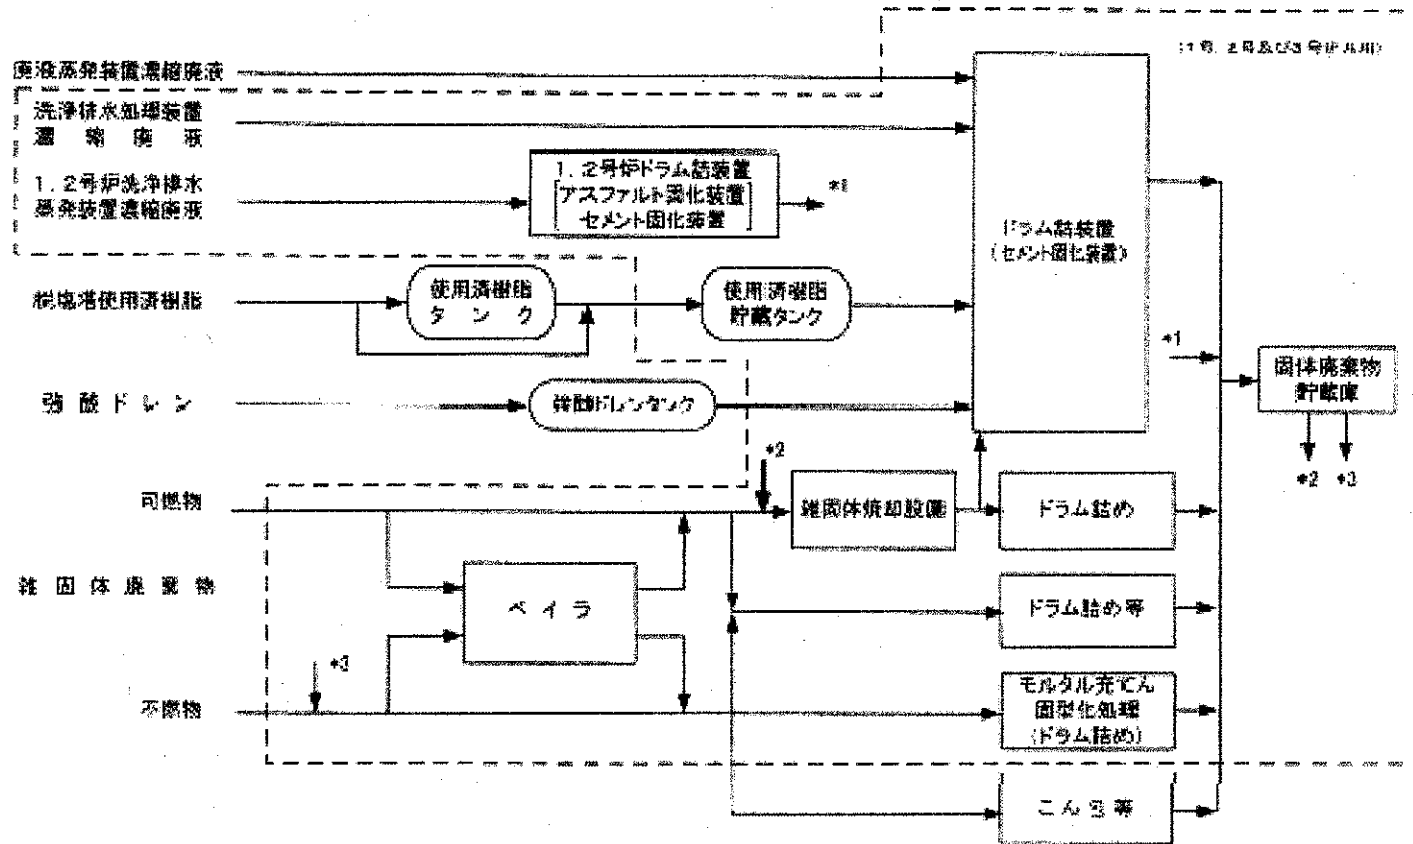 (1号,2号及び3号炉共用)
廃液蒸発装置濃縮廃液
洗浄排水処理装置
濃縮廃液
1.2号炉洗浄排水
蒸発装置濃縮廃液
1.2号炉ドラム詰装置
アスファルト固化装置
セメント固化装置
*1
ドラム詰装置
(セメント固化装置)
脱塩塔使用済樹脂
使用済樹脂
タンク
使用済樹脂
貯蔵タンク
*1
固体廃棄物
貯蔵庫
*2 *3
強酸ドレン
強酸ドレンタンク
*2
可燃物
雑固体焼却設備
ドラム詰め
雑固体廃棄物
ベイラ
ドラム詰め等
*3
不燃物
モルタル充てん
固型化処理
(ドラム詰め)
こん包等